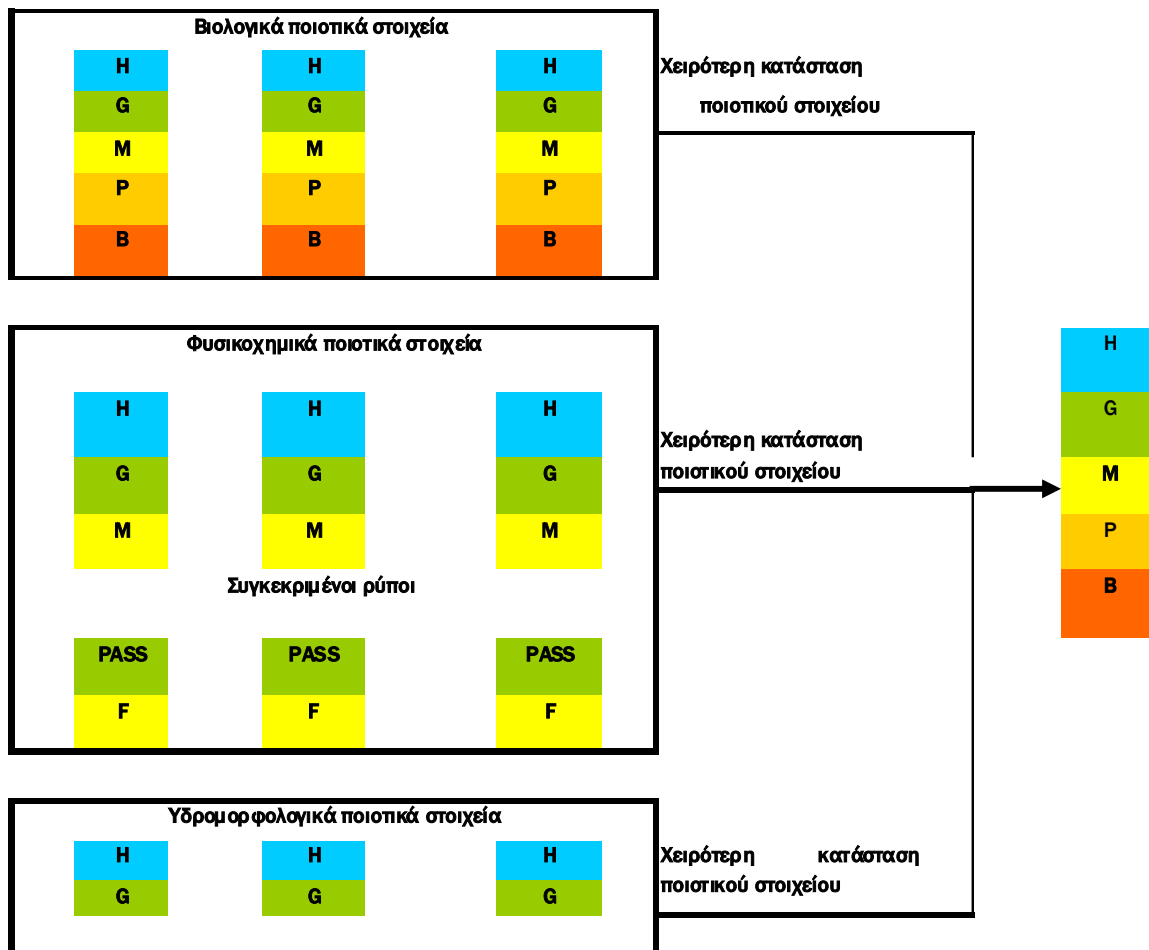 Βιολογικά ποιοτικά στοιχεία
H H H
G G G
M M M
P P P
B B B
Χειρότερη κατάσταση
ποιοτικού στοιχείου
Φυσικοχημικά ποιοτικά στοιχεία
H H H
G G G
M M M
Συγκεκριμένοι ρύποι
PASS PASS PASS
F F F
Χειρότερη κατάσταση
ποιοτικού στοιχείου
Υδρομορφολογικά ποιοτικά στοιχεία
H H H
G G G
Χειρότερη κατάσταση
ποιοτικού στοιχείου
H
G
M
P
B